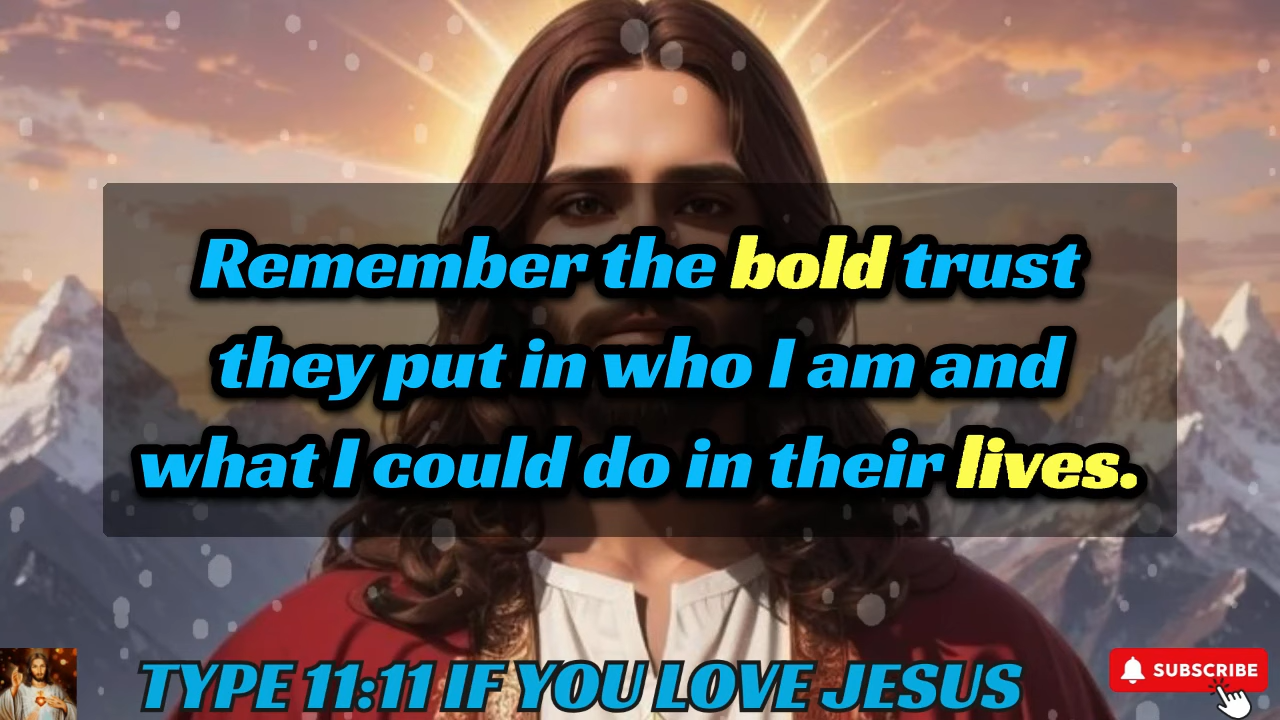 Remember the bold trust
they put in who I am and
what I could do in their lives.
TYPE 11:11 IF YOU LOVE JESUS
SUBSCRIBE